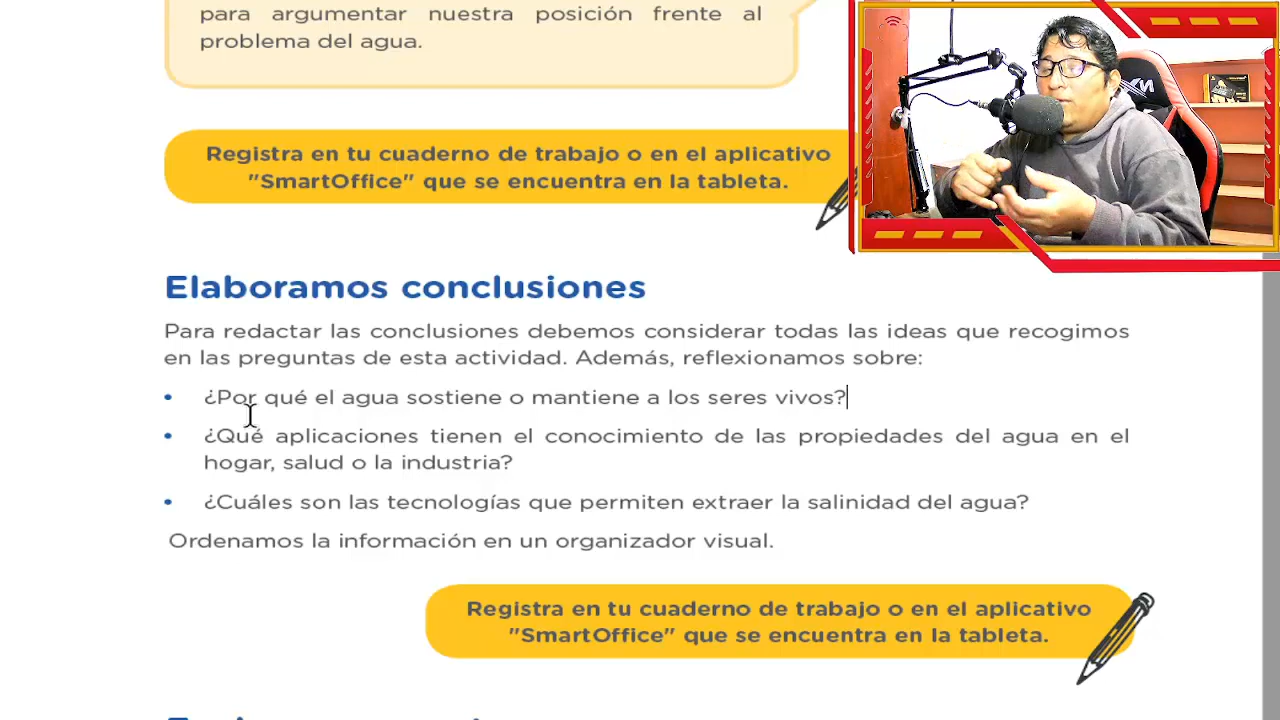 para argumentar nuestra posición frente al
problema del agua.
Registra en tu cuaderno de trabajo o en el aplicativo
"SmartOffice" que se encuentra en la tableta.
Elaboramos conclusiones
Para redactar las conclusiones debemos considerar todas las ideas que recogimos
en las preguntas de esta actividad. Además, reflexionamos sobre:
• ¿Por qué el agua sostiene o mantiene a los seres vivos?
• ¿Qué aplicaciones tienen el conocimiento de las propiedades del agua en el
hogar, salud o la industria?
• ¿Cuáles son las tecnologías que permiten extraer la salinidad del agua?
Ordenamos la información en un organizador visual.
Registra en tu cuaderno de trabajo o en el aplicativo
"SmartOffice" que se encuentra en la tableta.